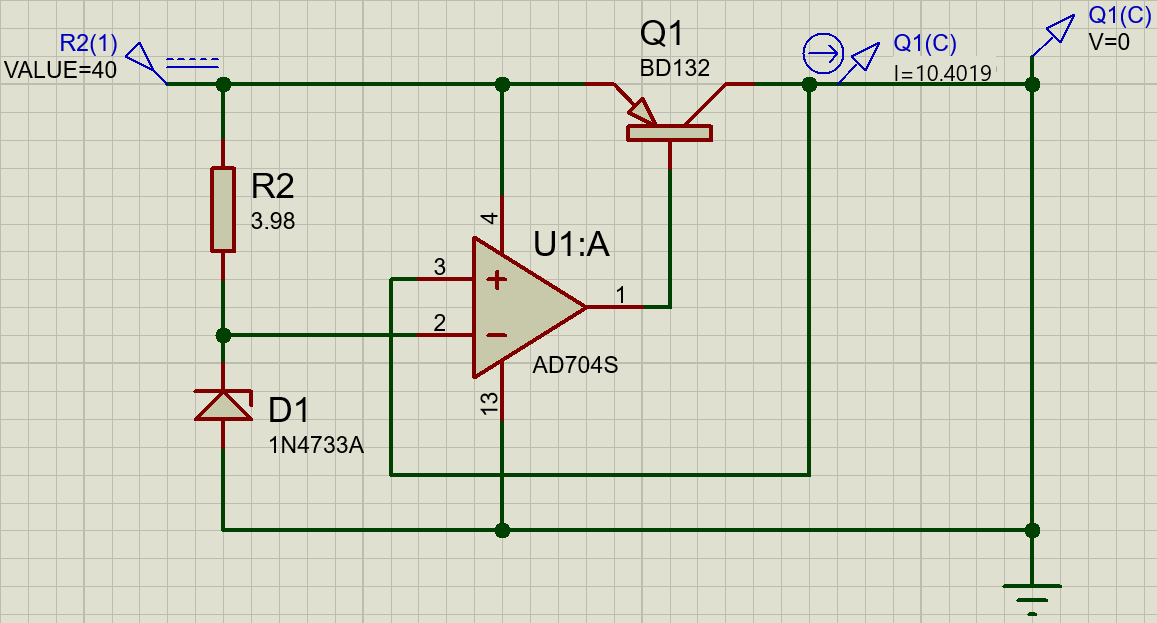 R2(1)
VALUE=40
Q1
BD132
Q1(C)
I=10.4019
Q1(C)
V=0
R2
3.98
4
U1:A
3
2
1
AD704S
13
D1
1N4733A